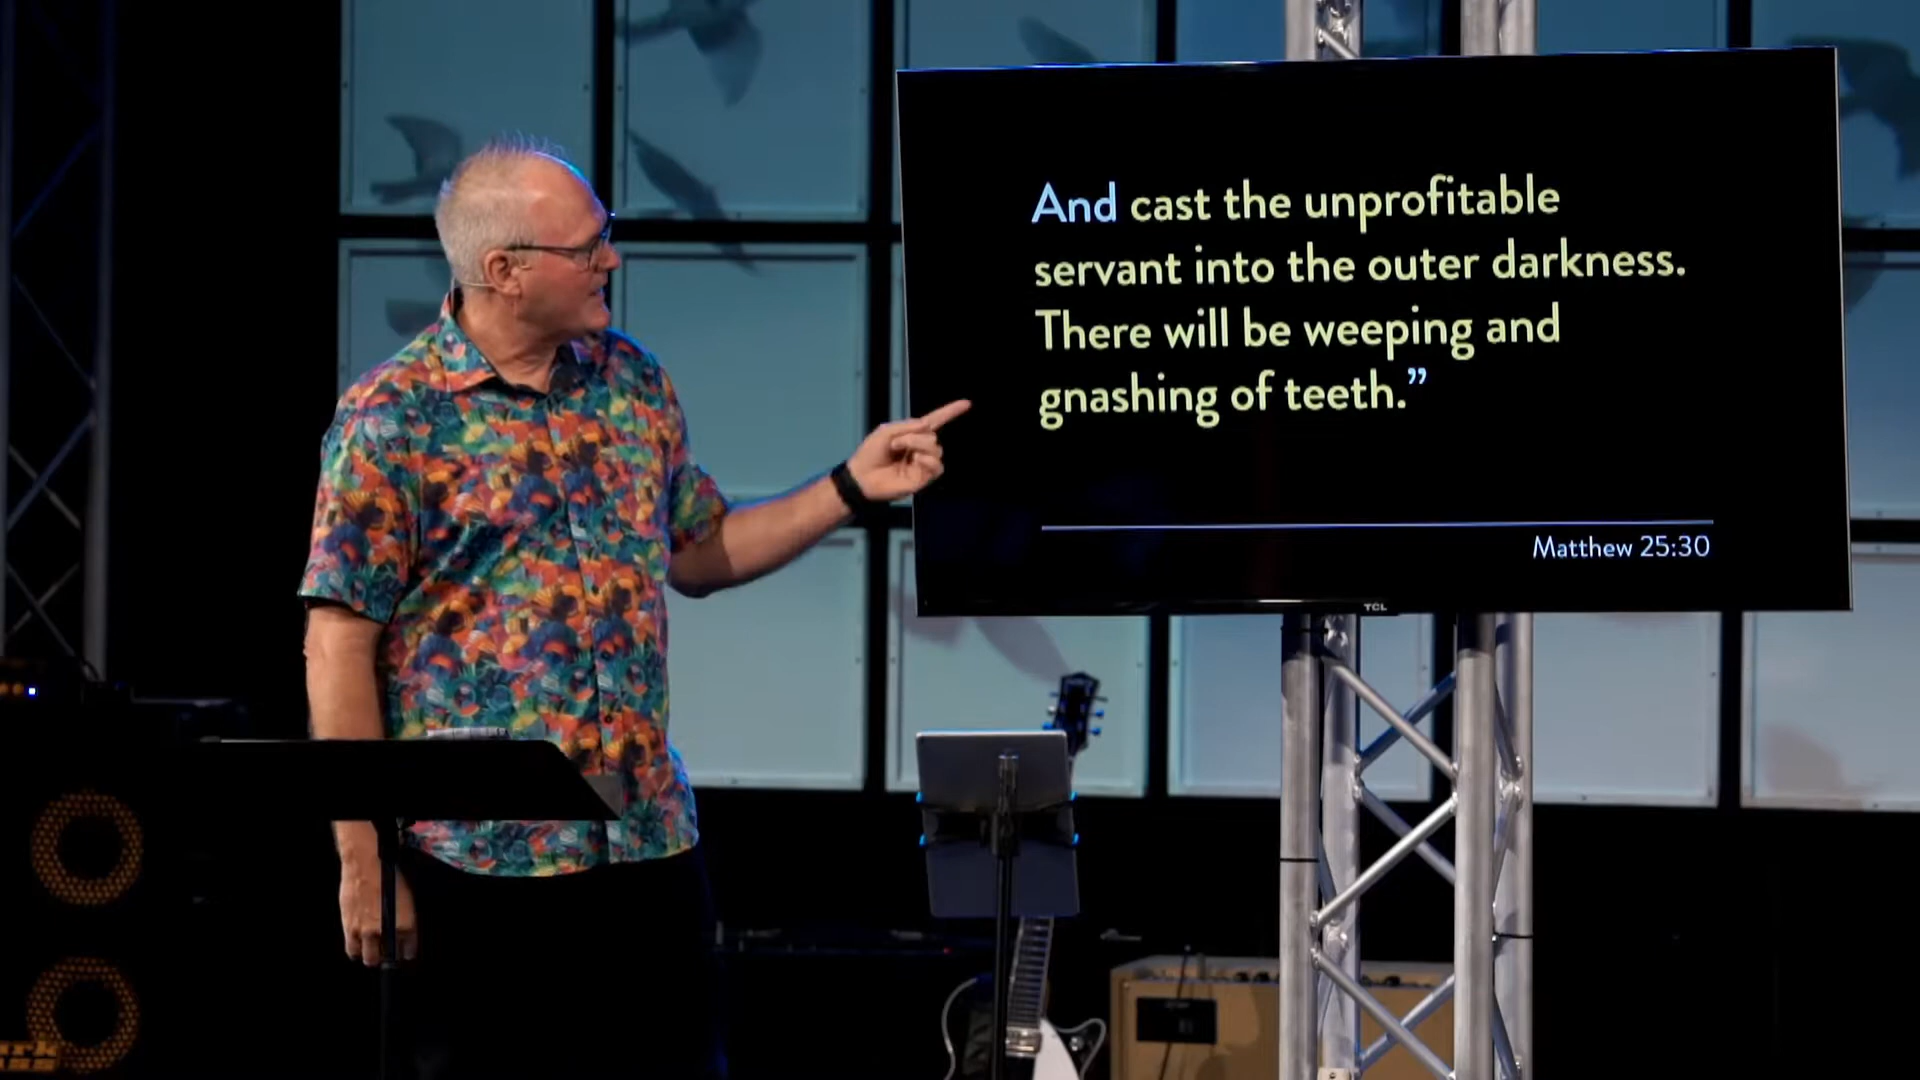 And cast the unprofitable
servant into the outer darkness.
There will be weeping and
gnashing of teeth.”
Matthew 25:30
TCL